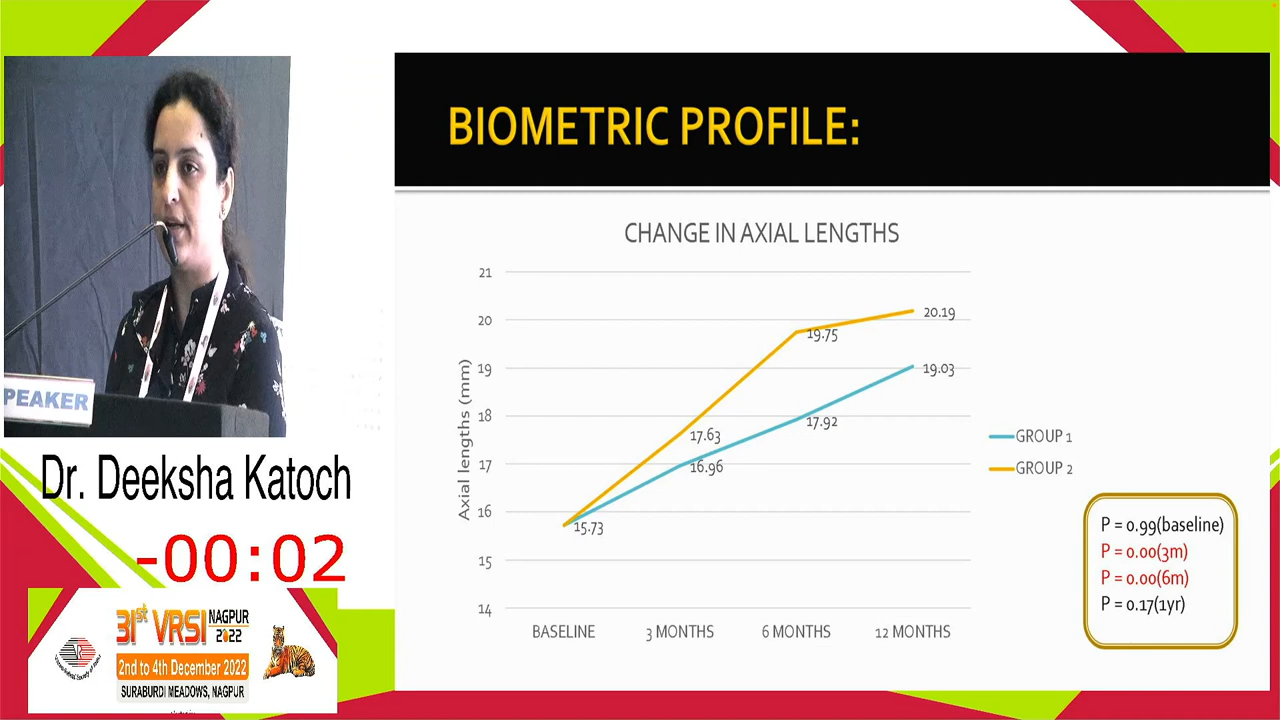 BIOMETRIC PROFILE:
CHANGE IN AXIAL LENGTHS
Axial lengths (mm)
21
20
19
18
17
16
15
14
20.19
19.75
19.03
17.92
17.63
16.96
15.73
BASELINE 3 MONTHS 6 MONTHS 12 MONTHS
GROUP 1
GROUP 2
P = 0.99(baseline)
P = 0.00(3m)
P = 0.00(6m)
P = 0.17(1yr)
PEAKER
Dr. Deeksha Katoch
-00:02
31st VRSI NAGPUR
2022
2nd to 4th December 2022
SURABURDI MEADOWS, NAGPUR